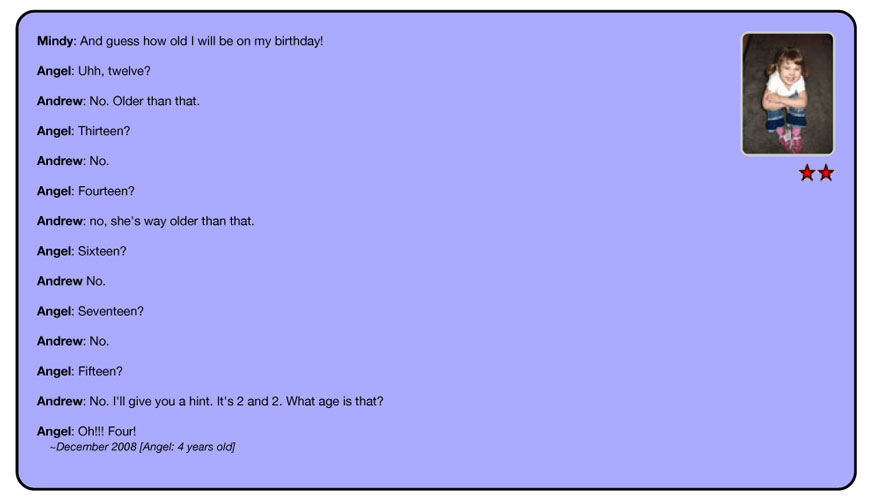 Mindy: And guess how old I will be on my birthday!
Angel: Uhh, twelve?
Andrew: No. Older than that.
Angel: Thirteen?
Andrew: No.
Angel: Fourteen?
Andrew: no, she's way older than that.
Angel: Sixteen?
Andrew No.
Angel: Seventeen?
Andrew: No.
Angel: Fifteen?
Andrew: No. I'll give you a hint. It's 2 and 2. What age is that?
Angel: Oh!!! Four!
~December 2008 [Angel: 4 years old]